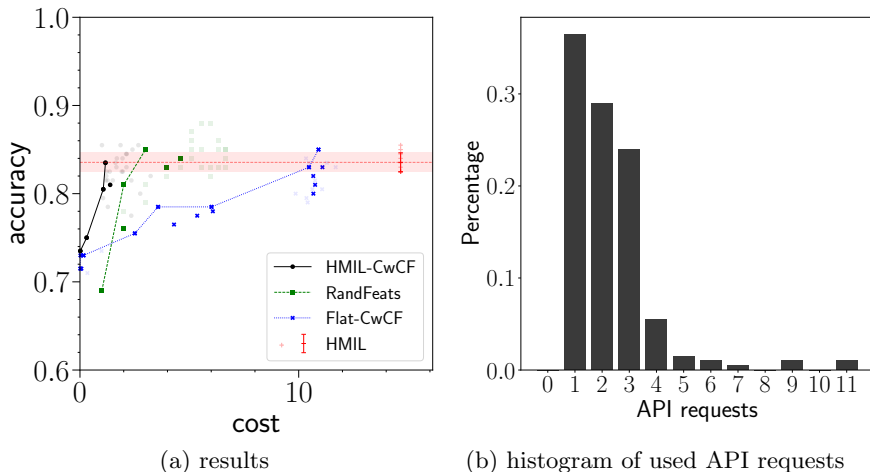 1.0
0.9
0.8
0.7
0.6
accuracy
0
10
cost
HMIL-CwCF
RandFeats
Flat-CwCF
HMIL
(a) results
0.3
0.2
0.1
0.0
Percentage
0 1 2 3 4 5 6 7 8 9 10 11
API requests
(b) histogram of used API requests